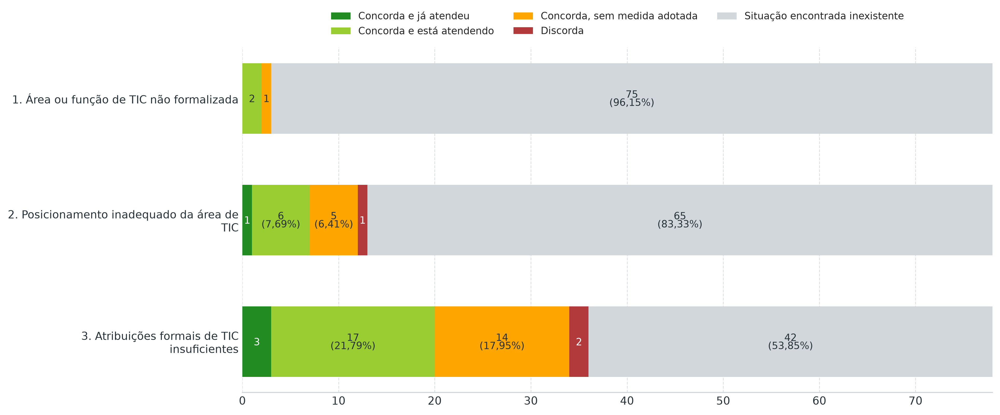 Concorda e já atendeu
Concorda e está atendendo
Concorda, sem medida adotada
Discorda
Situação encontrada inexistente
1. Área ou função de TIC não formalizada
2
1
75
(96,15%)
2. Posicionamento inadequado da área de
TIC
1
6
(7,69%)
5
(6,41%)
1
65
(83,33%)
3. Atribuições formais de TIC
insuficientes
3
17
(21,79%)
14
(17,95%)
2
42
(53,85%)
0 10 20 30 40 50 60 70